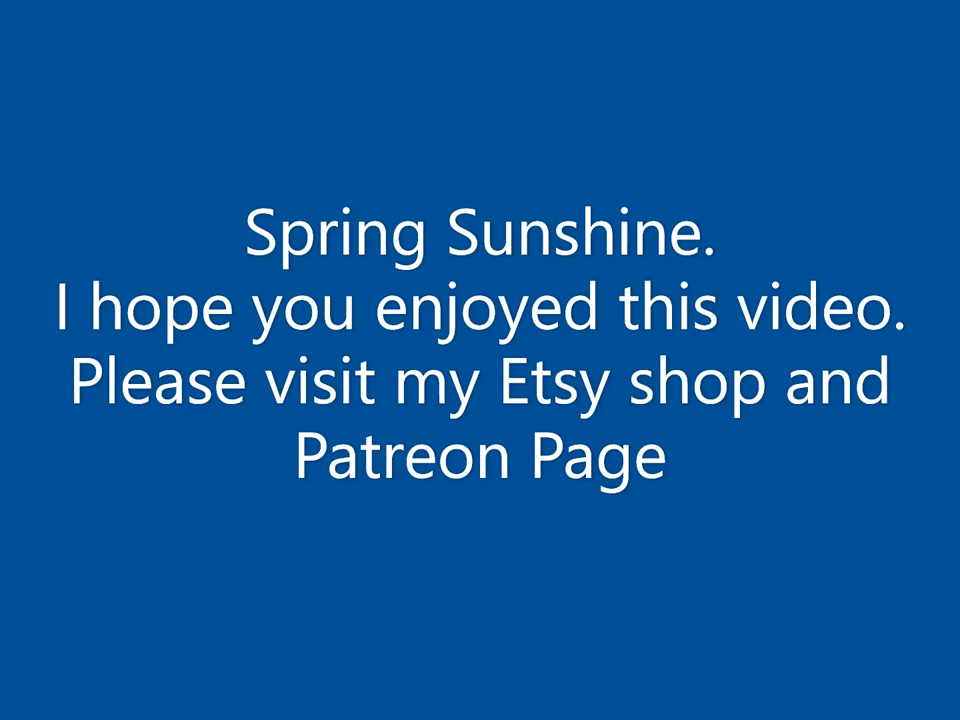 Spring Sunshine.
I hope you enjoyed this video.
Please visit my Etsy shop and
Patreon Page